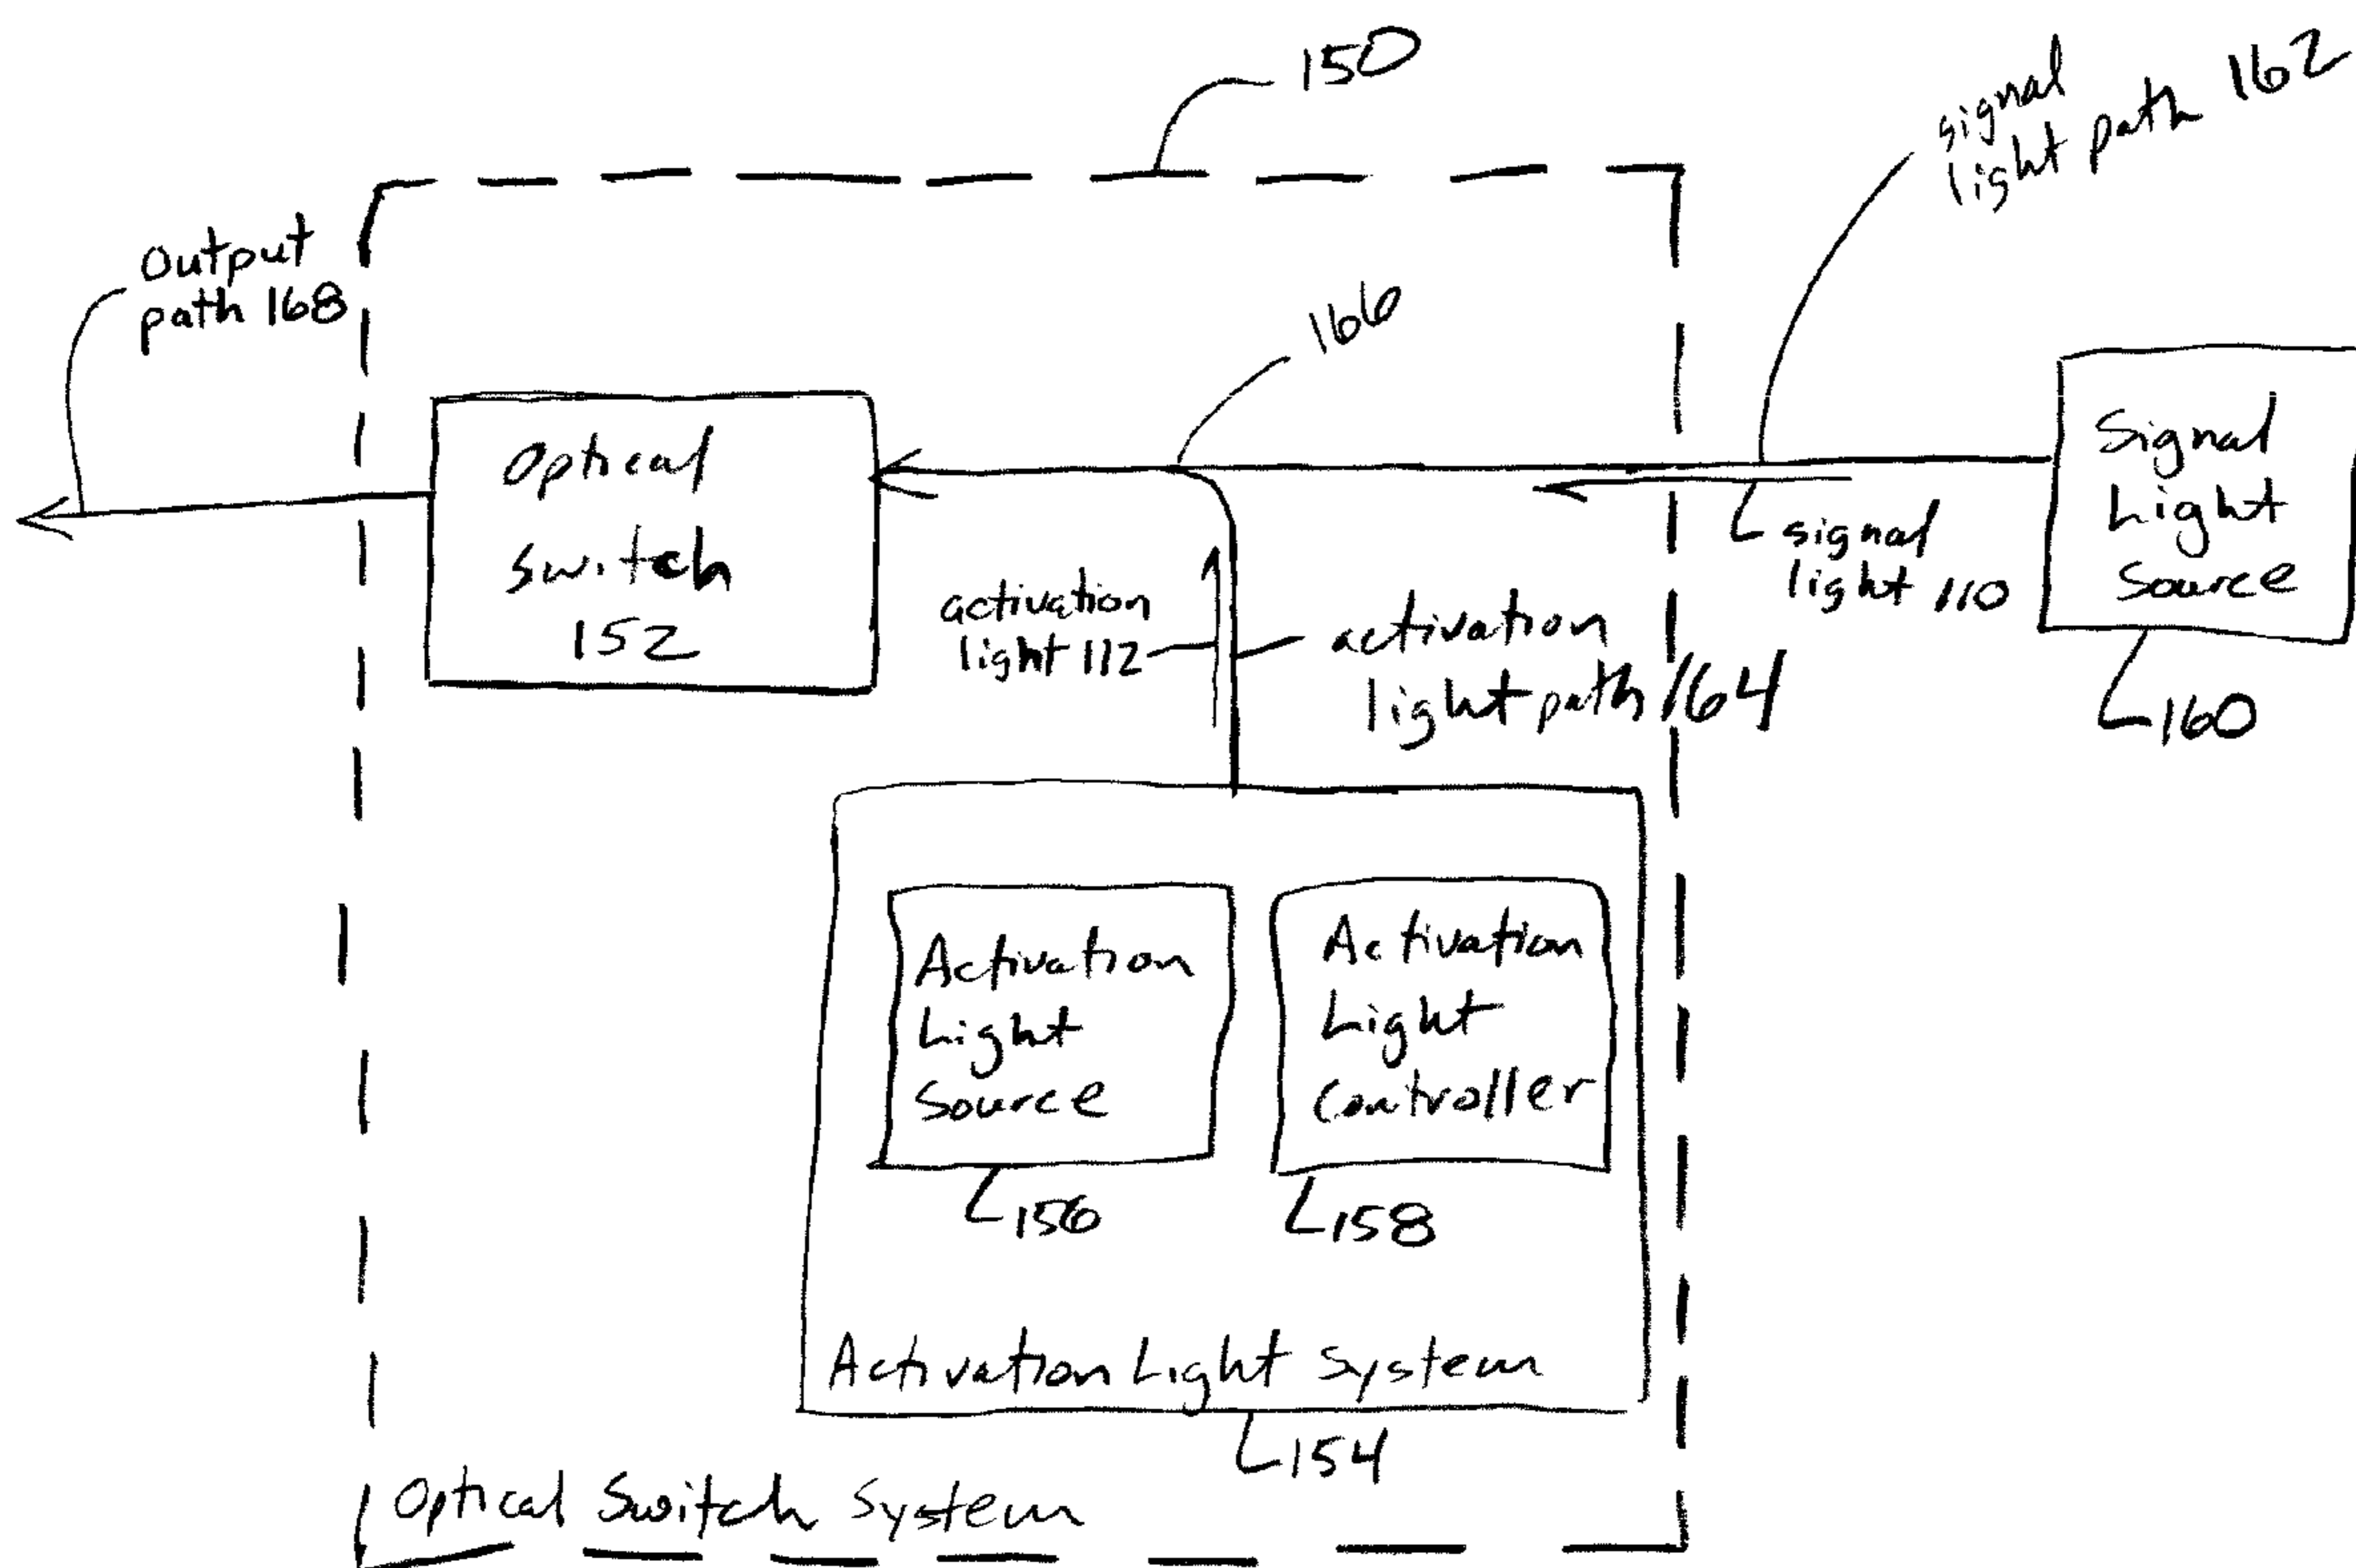 150
signal
light path 162
Output
path 168
166
Optical
Switch
152
Signal
Light
Source
signal
light 110
160
activation
light 112
activation
light path 164
Activation
Light
Source
156
Activation
Light
Controller
158
Activation Light System
154
Optical Switch System